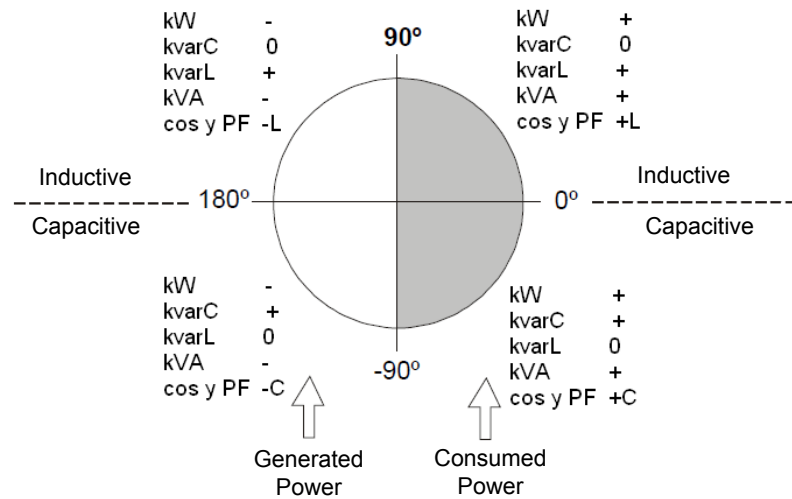 kW -
kvarC 0
kvarL +
kVA -
cos y PF -L
90º
kW +
kvarC 0
kvarL +
kVA +
cos y PF +L
Inductive
Capacitive
180º
0º
Inductive
Capacitive
kW -
kvarC +
kvarL 0
kVA -
cos y PF -C
-90º
kW +
kvarC +
kvarL 0
kVA +
cos y PF +C
Generated
Power
Consumed
Power